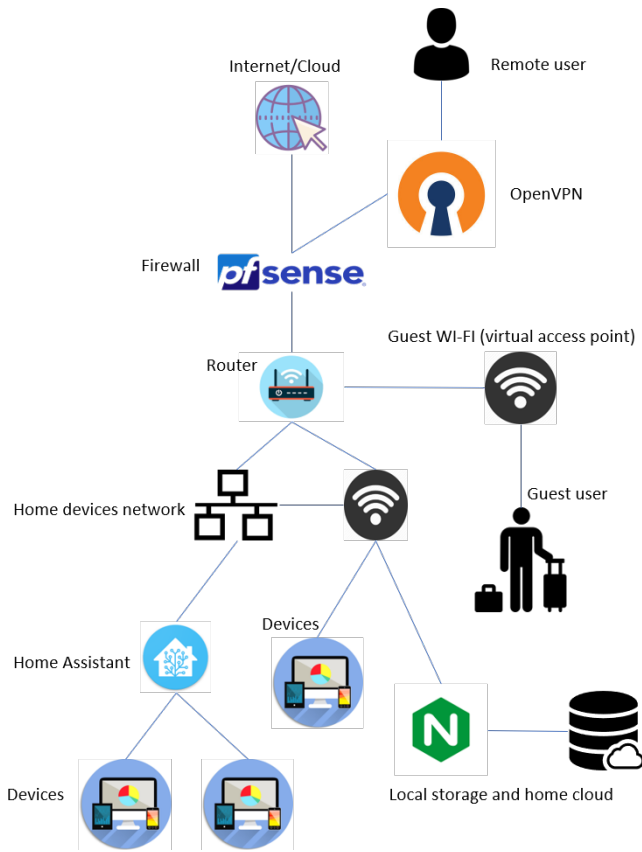 Internet/Cloud
Remote user
OpenVPN
Firewall
pfsense
Guest WI-FI (virtual access point)
Router
Guest user
Home devices network
Devices
Home Assistant
N
Devices
Local storage and home cloud